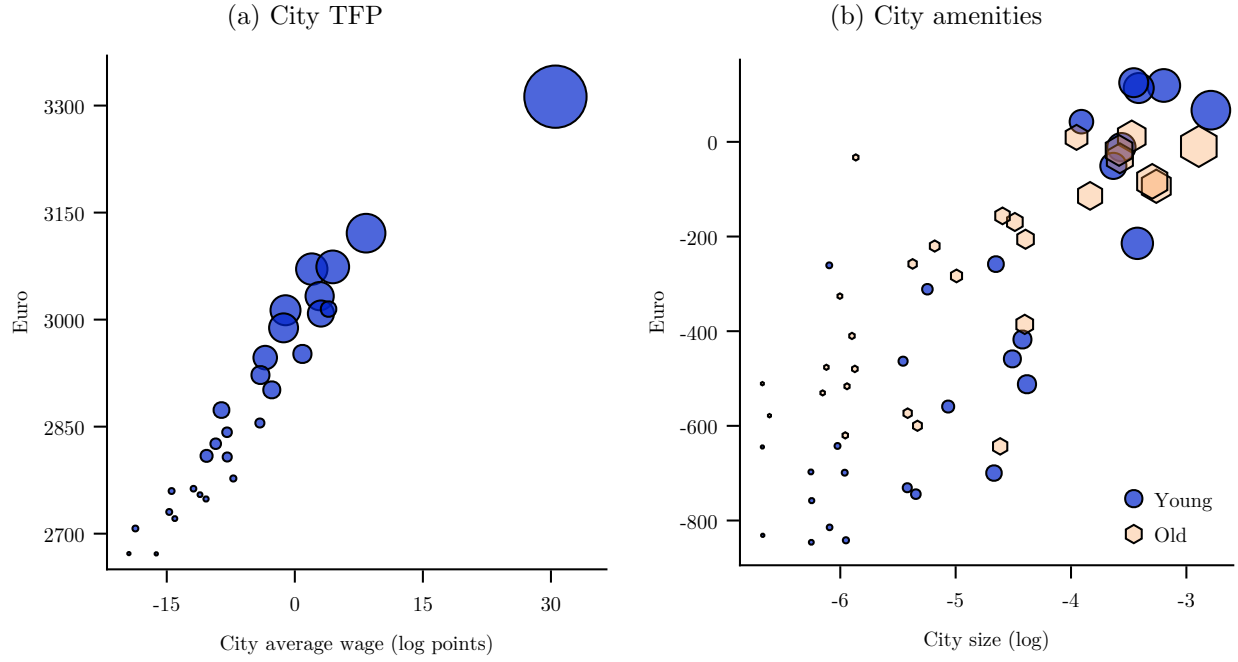 (a) City TFP
3300
3150
3000
2850
2700
Euro
-15
0
15
30
City average wage (log points)
(b) City amenities
0
-200
-400
-600
-800
Euro
Young
Old
-6
-5
-4
-3
City size (log)